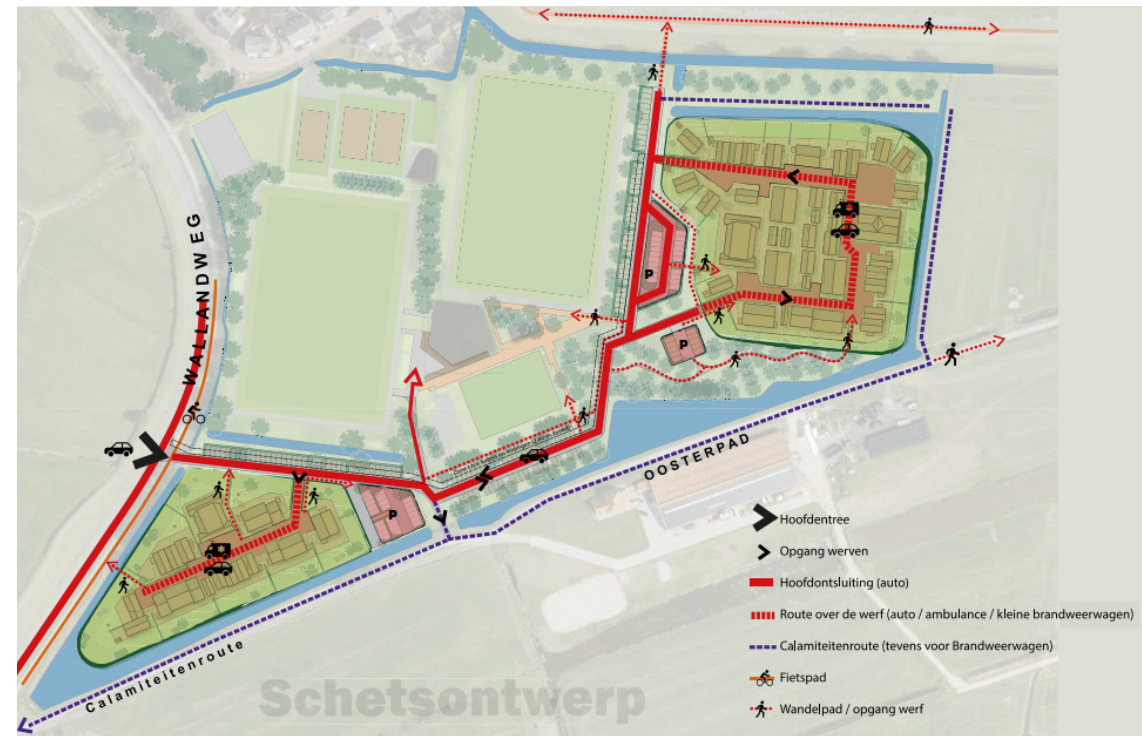 WALLANDWEG
P
P
P
OOSTERPAD
Calamiteitenroute
Schetsontwerp
Hoofdentree
Opgang werven
Hoofdontsluiting (auto)
Route over de werf (auto / ambulance / kleine brandweerwagen)
Calamiteitenroute (tevens voor Brandweerwagen)
Fietspad
Wandelpad / opgang werf